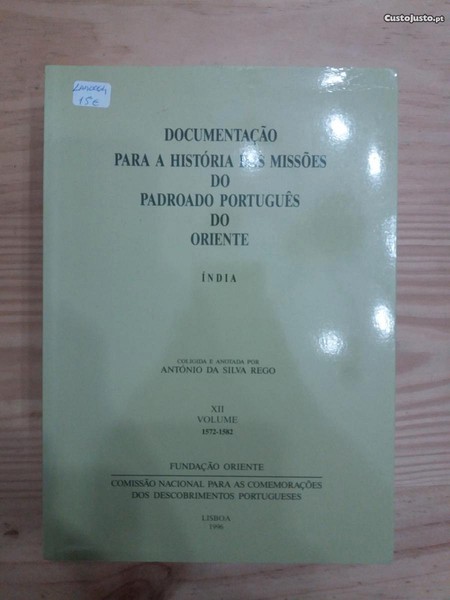 CustoJusto.pt
15€
DOCUMENTAÇÃO
PARA A HISTÓRIA DAS MISSÕES
DO
PADROADO PORTUGUÊS
DO
ORIENTE
ÍNDIA
COLIGIDA E ANOTADA POR
ANTÓNIO DA SILVA REGO
XII
VOLUME
1572-1582
FUNDAÇÃO ORIENTE
COMISSÃO NACIONAL PARA AS COMEMORAÇÕES
DOS DESCOBRIMENTOS PORTUGUESES
LISBOA
1996